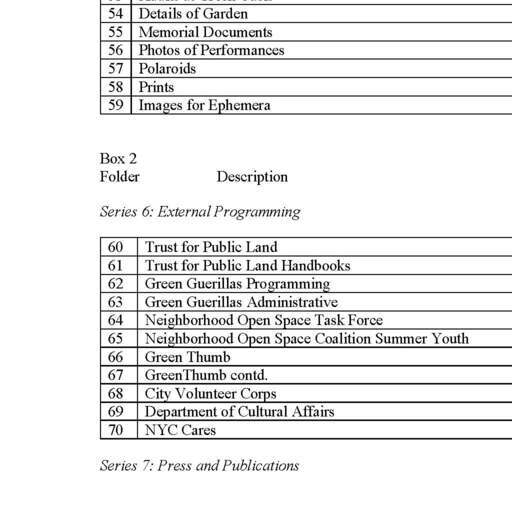 54 Details of Garden
55 Memorial Documents
56 Photos of Performances
57 Polaroids
58 Prints
59 Images for Ephemera
Box 2
Folder Description
Series 6: External Programming
60 Trust for Public Land
61 Trust for Public Land Handbooks
62 Green Guerillas Programming
63 Green Guerillas Administrative
64 Neighborhood Open Space Task Force
65 Neighborhood Open Space Coalition Summer Youth
66 Green Thumb
67 GreenThumb contd.
68 City Volunteer Corps
69 Department of Cultural Affairs
70 NYC Cares
Series 7: Press and Publications